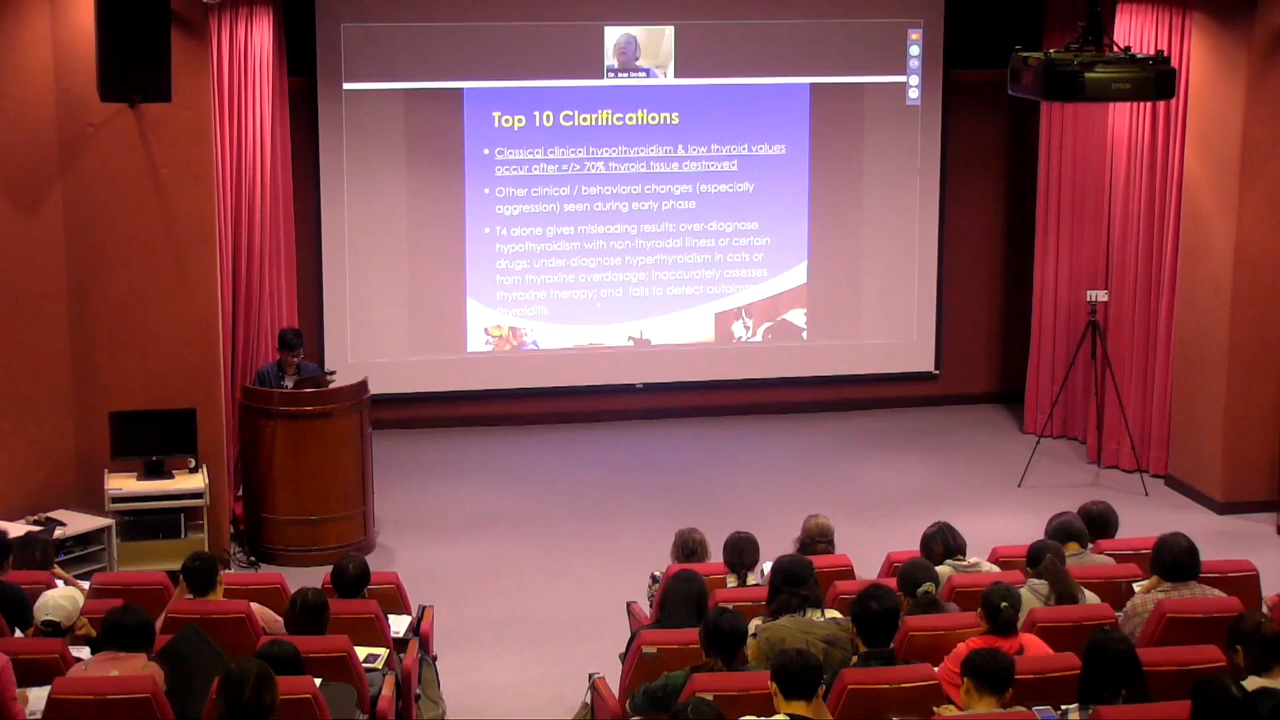 Dr. Jean Dodds
Top 10 Clarifications
Classical clinical hypothyroidism & low thyroid values
occur after =/> 70% thyroid tissue destroyed
Other clinical / behavioral changes (especially
aggression) seen during early phase
T4 alone gives misleading results; over-diagnose
hypothyroidism with non-thyroidal illness or certain
drugs; under-diagnose hyperthyroidism in cats or
from thyroxine overdosage; inaccurately assesses
thyroxine therapy; and fails to detect autoimmune
thyroiditis
EPSON